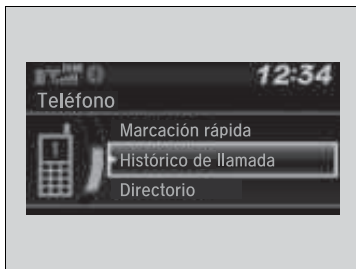 12:34
Teléfono
Marcación rápida
Histórico de llamada
Directorio